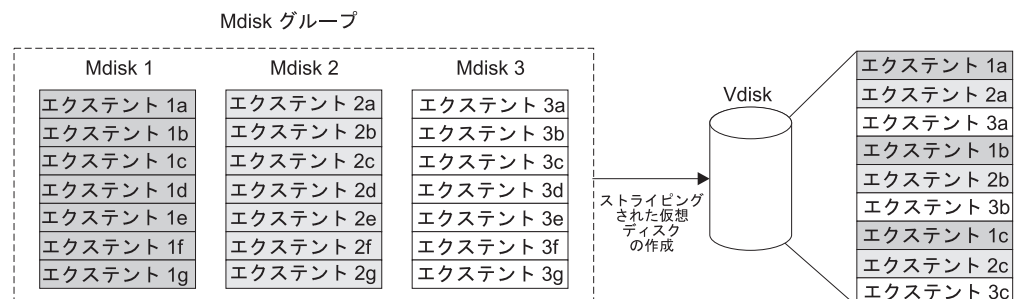 Mdisk グループ
Mdisk 1
エクステント 1a
エクステント 1b
エクステント 1c
エクステント 1d
エクステント 1e
エクステント 1f
エクステント 1g
Mdisk 2
エクステント 2a
エクステント 2b
エクステント 2c
エクステント 2d
エクステント 2e
エクステント 2f
エクステント 2g
Mdisk 3
エクステント 3a
エクステント 3b
エクステント 3c
エクステント 3d
エクステント 3e
エクステント 3f
エクステント 3g
ストライピング
された仮想
ディスク
の作成
Vdisk
エクステント 1a
エクステント 2a
エクステント 3a
エクステント 1b
エクステント 2b
エクステント 3b
エクステント 1c
エクステント 2c
エクステント 3c